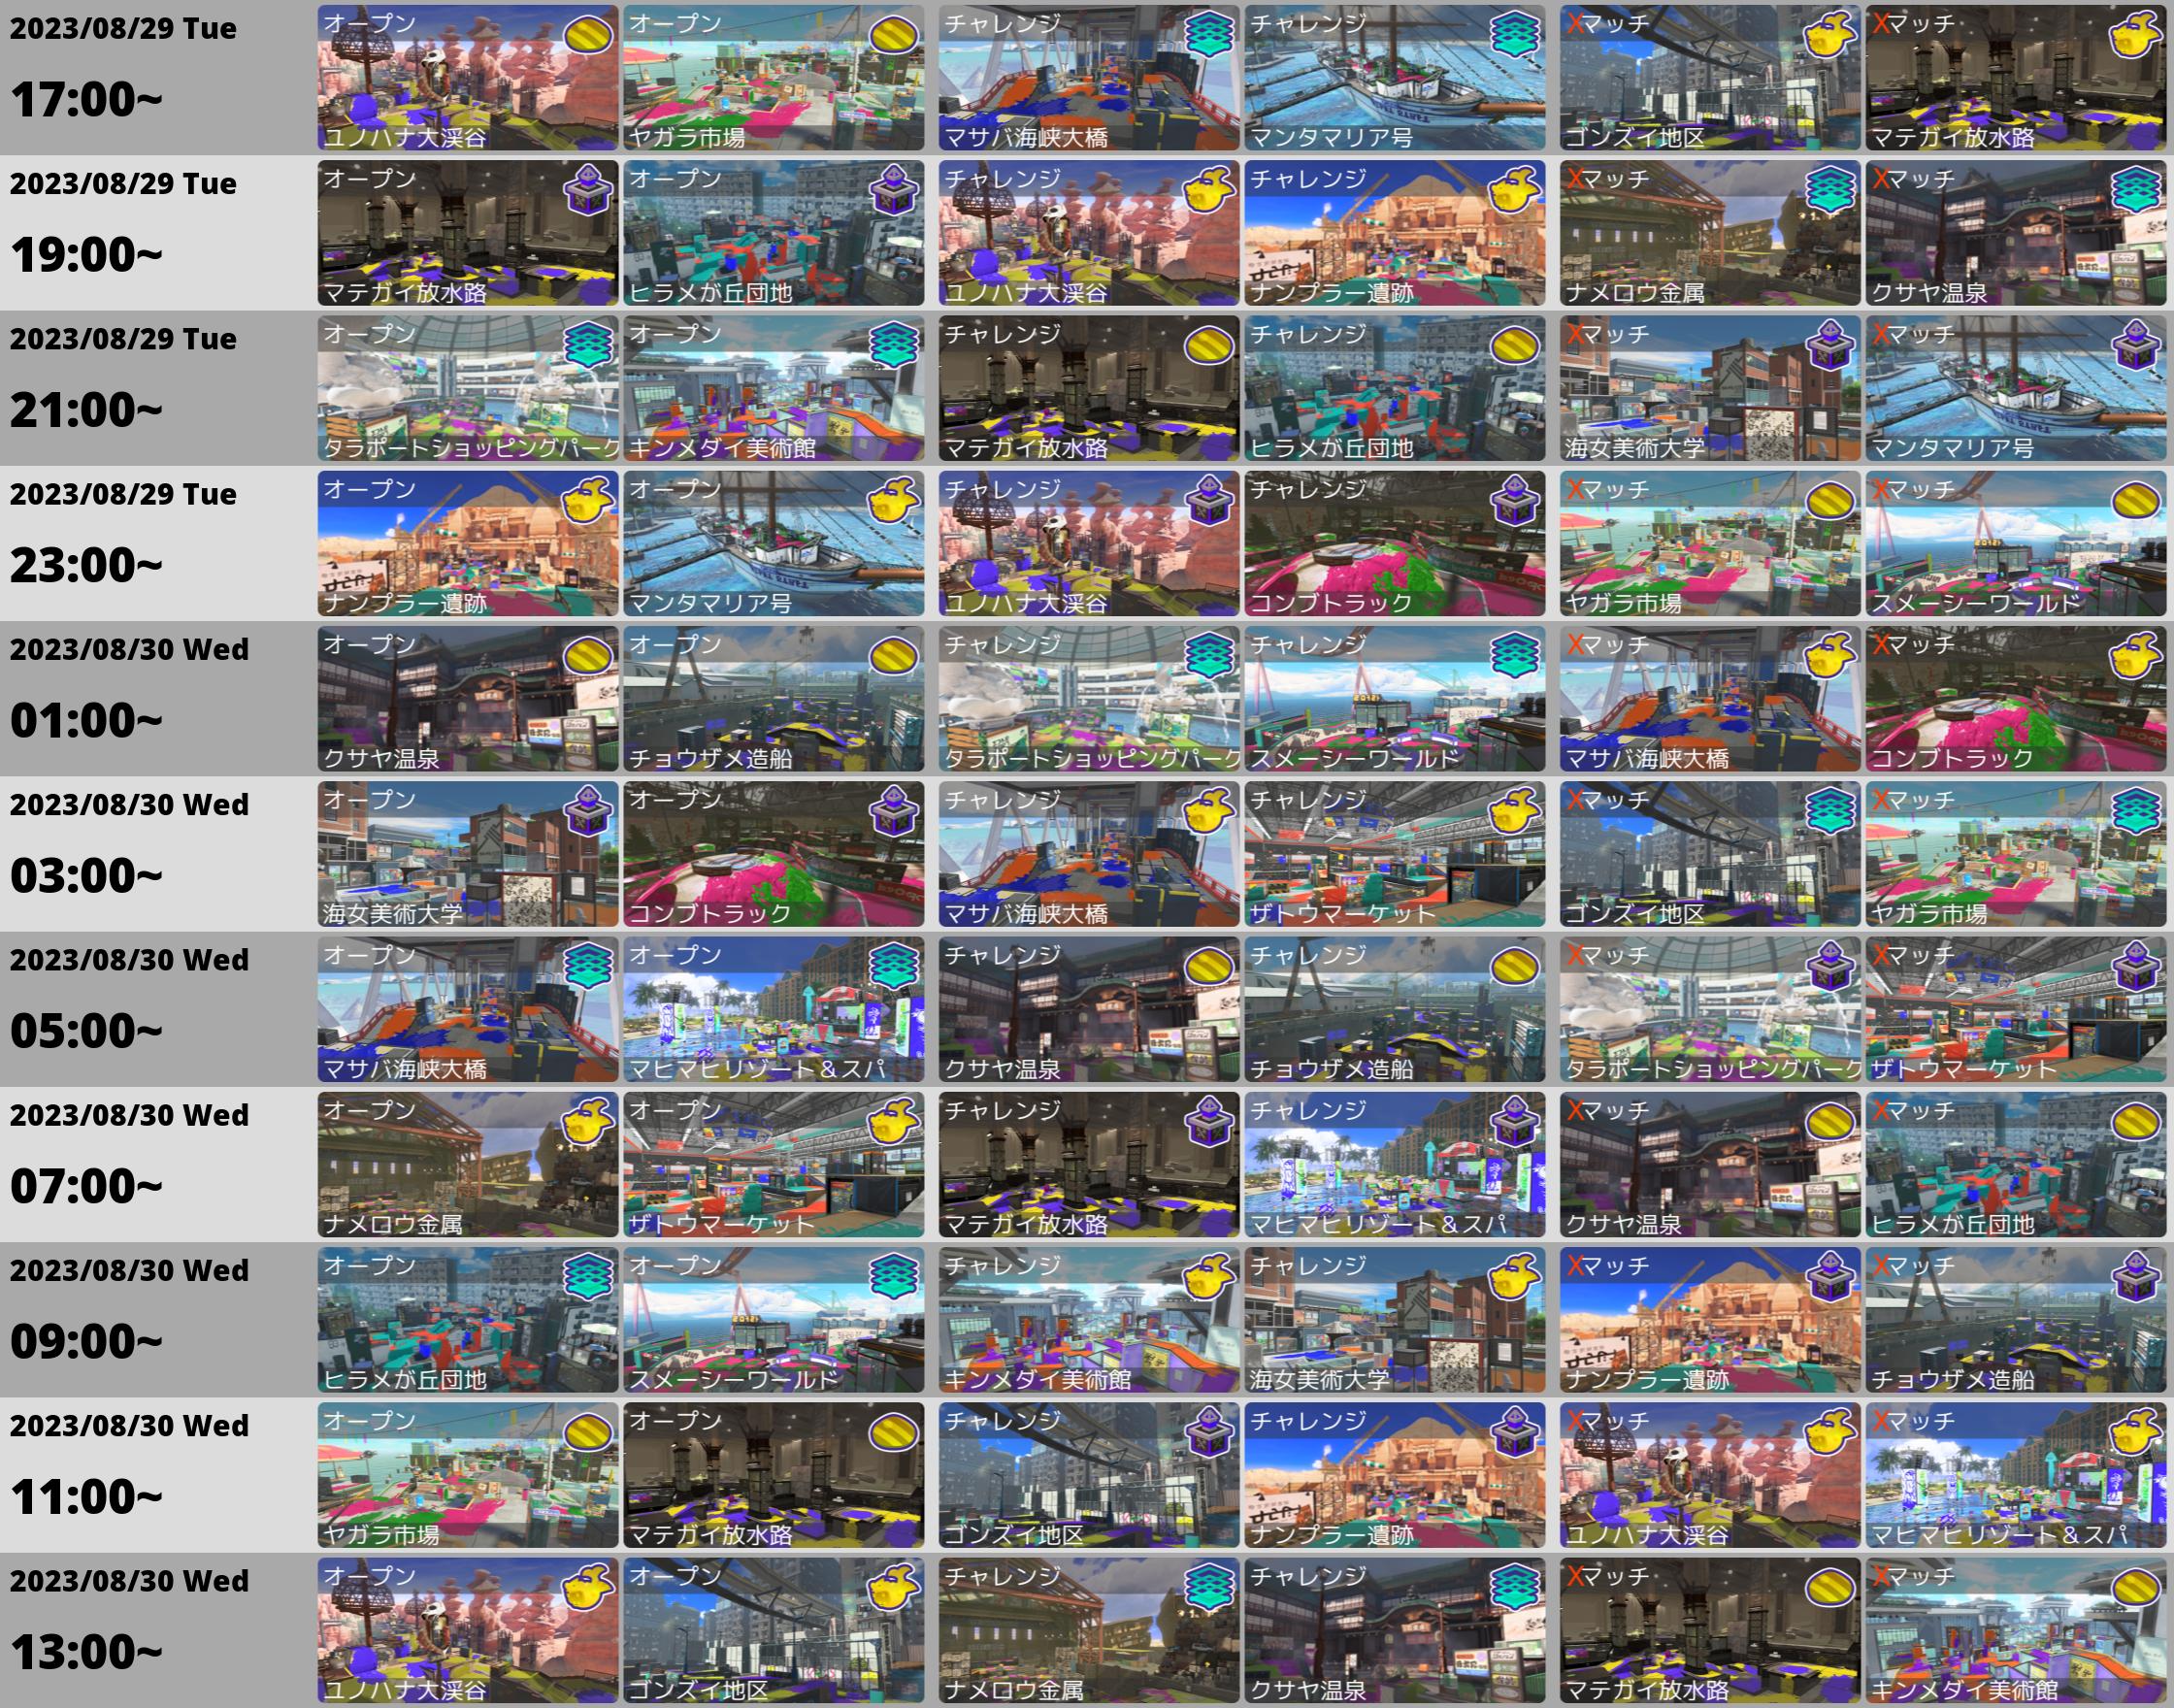 2023/08/29 Tue
17:00~
オープン オープン チャレンジ チャレンジ Xマッチ Xマッチ
ユノハナ大渓谷 ヤガラ市場 マサバ海峡大橋 マンタマリア号 ゴンズイ地区 マテガイ放水路
2023/08/29 Tue
19:00~
オープン オープン チャレンジ チャレンジ Xマッチ Xマッチ
マテガイ放水路 ヒラメが丘団地 ユノハナ大渓谷 ナンプラー遺跡 ナメロウ金属 クサヤ温泉
2023/08/29 Tue
21:00~
オープン オープン チャレンジ チャレンジ Xマッチ Xマッチ
タラポートショッピングパーク キンメダイ美術館 マテガイ放水路 ヒラメが丘団地 海女美術大学 マンタマリア号
2023/08/29 Tue
23:00~
オープン オープン チャレンジ チャレンジ Xマッチ Xマッチ
ナンプラー遺跡 マンタマリア号 ユノハナ大渓谷 コンブトラック ヤガラ市場 スメーシーワールド
2023/08/30 Wed
01:00~
オープン オープン チャレンジ チャレンジ Xマッチ Xマッチ
クサヤ温泉 チョウザメ造船 タラポートショッピングパーク スメーシーワールド マサバ海峡大橋 コンブトラック
2023/08/30 Wed
03:00~
オープン オープン チャレンジ チャレンジ Xマッチ Xマッチ
海女美術大学 コンブトラック マサバ海峡大橋 ザトウマーケット ゴンズイ地区 ヤガラ市場
2023/08/30 Wed
05:00~
オープン オープン チャレンジ チャレンジ Xマッチ Xマッチ
マサバ海峡大橋 マヒマヒリゾート＆スパ クサヤ温泉 チョウザメ造船 タラポートショッピングパーク ザトウマーケット
2023/08/30 Wed
07:00~
オープン オープン チャレンジ チャレンジ Xマッチ Xマッチ
ナメロウ金属 ザトウマーケット マテガイ放水路 マヒマヒリゾート＆スパ クサヤ温泉 ヒラメが丘団地
2023/08/30 Wed
09:00~
オープン オープン チャレンジ チャレンジ Xマッチ Xマッチ
ヒラメが丘団地 スメーシーワールド キンメダイ美術館 海女美術大学 ナンプラー遺跡 チョウザメ造船
2023/08/30 Wed
11:00~
オープン オープン チャレンジ チャレンジ Xマッチ Xマッチ
ヤガラ市場 マテガイ放水路 ゴンズイ地区 ナンプラー遺跡 ユノハナ大渓谷 マヒマヒリゾート＆スパ
2023/08/30 Wed
13:00~
オープン オープン チャレンジ チャレンジ Xマッチ Xマッチ
ユノハナ大渓谷 ゴンズイ地区 ナメロウ金属 クサヤ温泉 マテガイ放水路 キンメダイ美術館